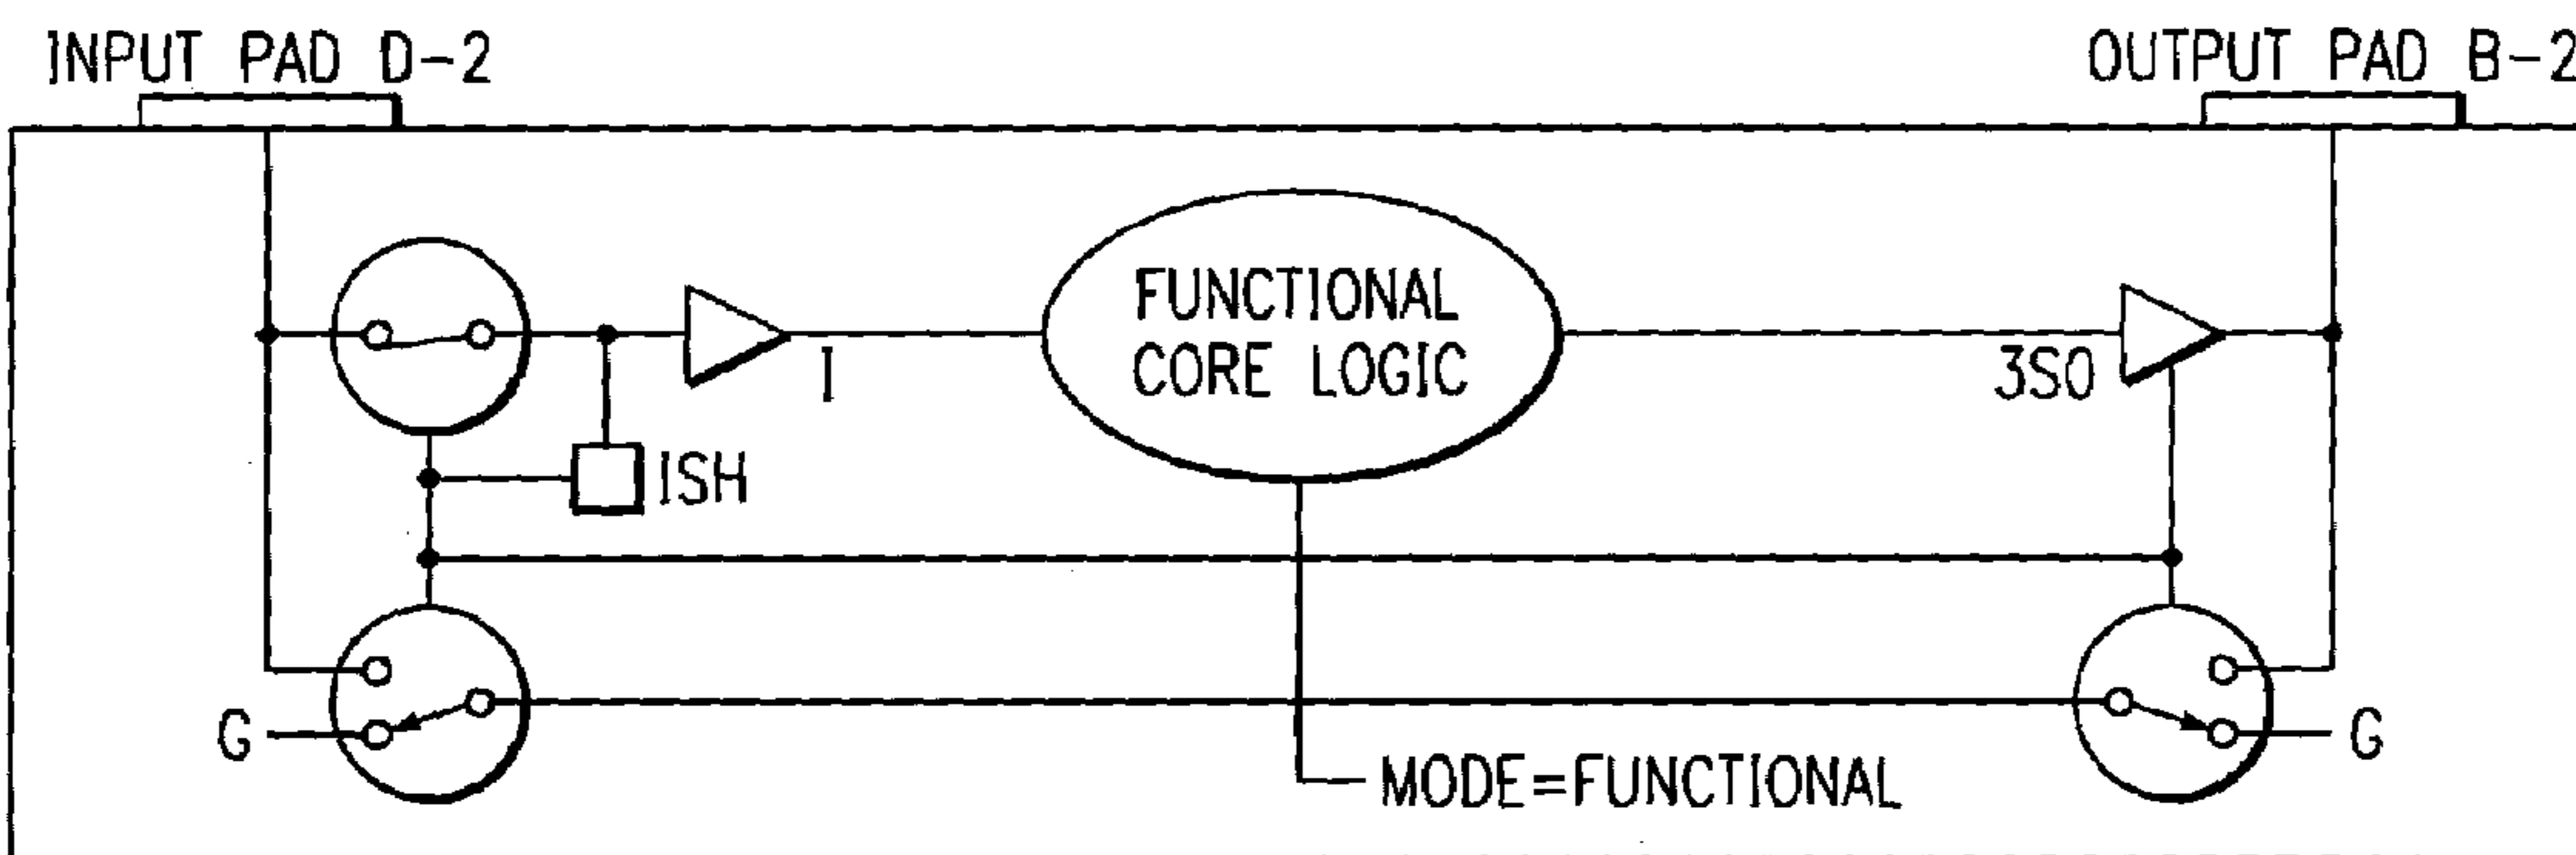 INPUT PAD D-2
OUTPUT PAD B-2
FUNCTIONAL
CORE LOGIC
I
3SO
ISH
G
G
MODE=FUNCTIONAL